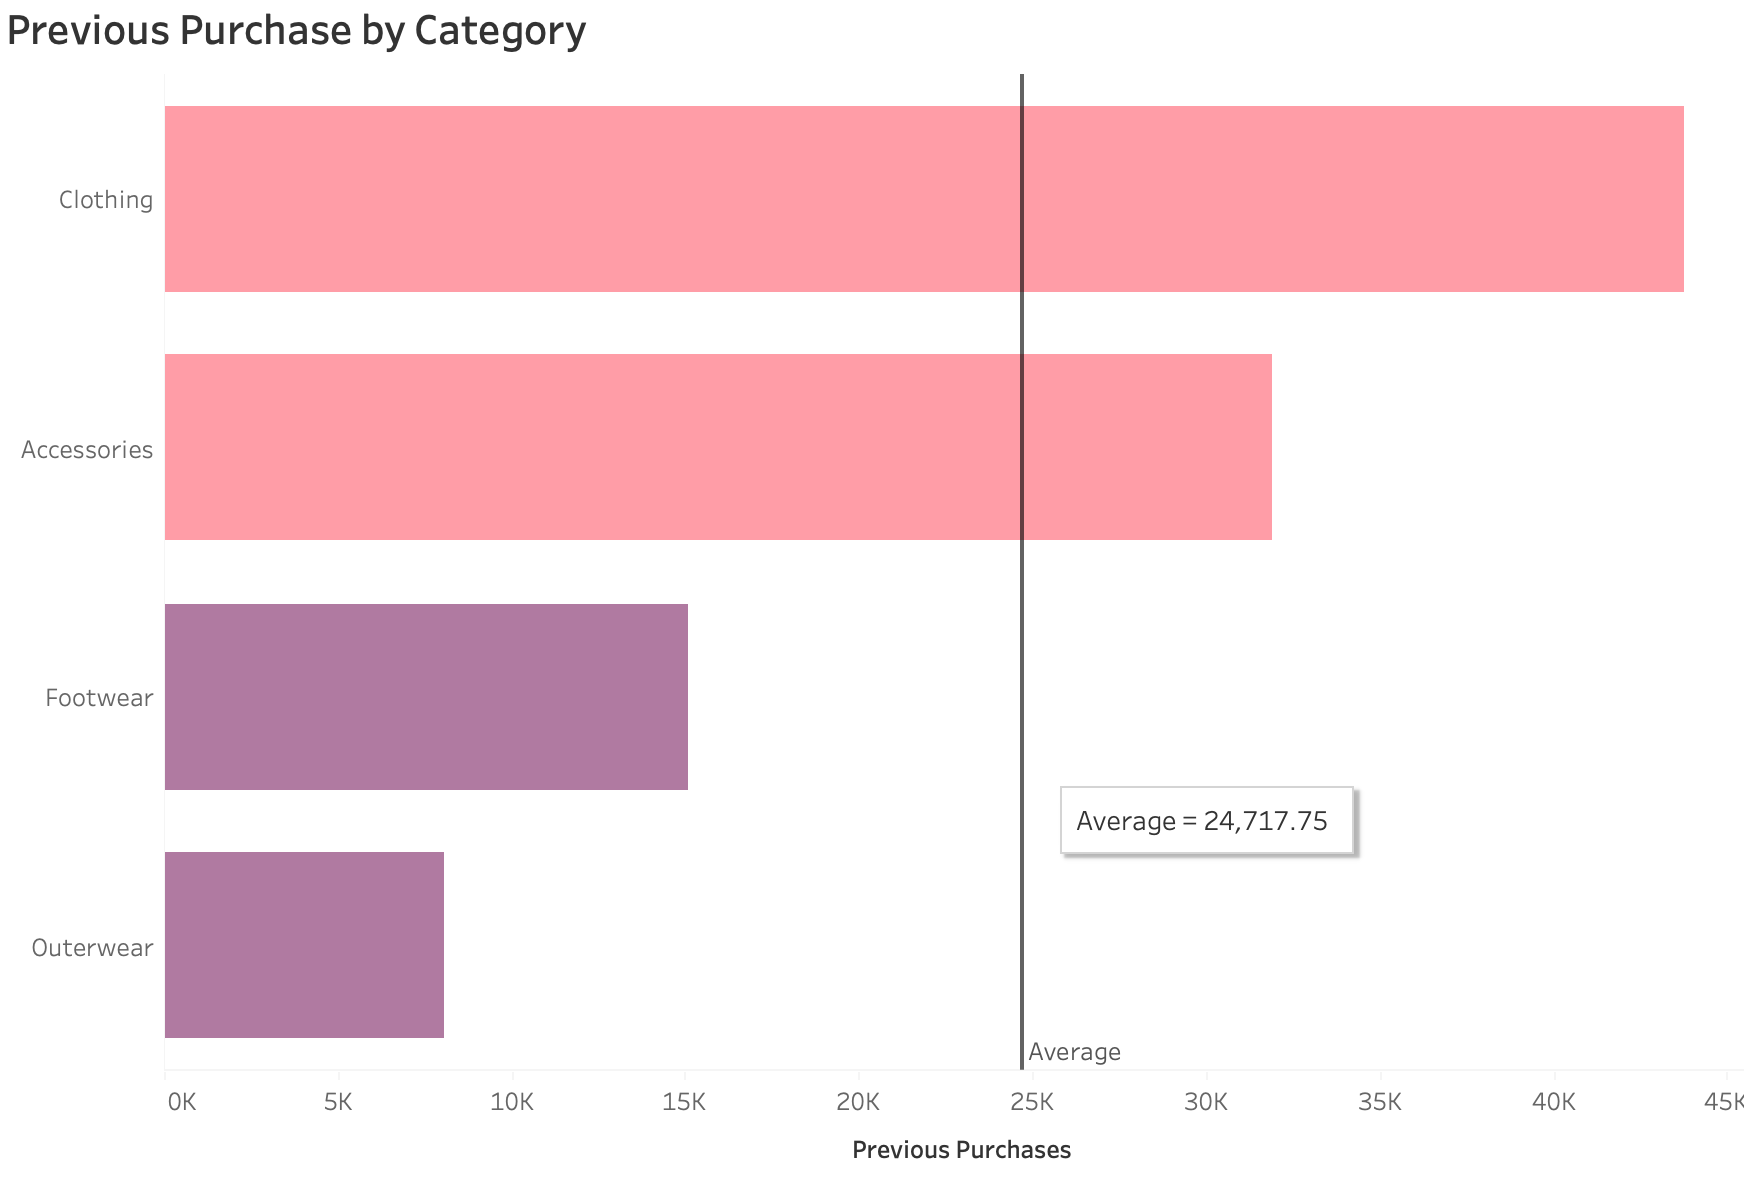 Previous Purchase by Category
Clothing
Accessories
Footwear
Outerwear
Average = 24,717.75
Average
0K 5K 10K 15K 20K 25K 30K 35K 40K 45K
Previous Purchases